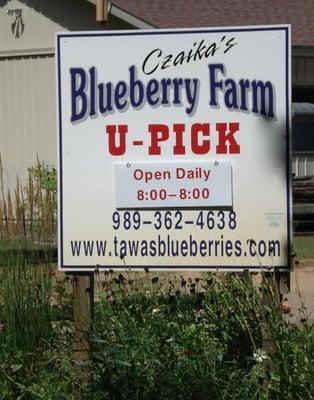 Czaika's
Blueberry Farm
U-PICK
Open Daily
8:00-8:00
989-362-4638
www.tawasblueberries.com